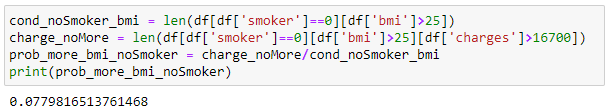 cond_noSmoker_bmi = len(df[df['smoker']==0][df['bmi']>25])
charge_noMore = len(df[df['smoker']==0][df['bmi']>25][df['charges']>16700])
prob_more_bmi_noSmoker = charge_noMore/cond_noSmoker_bmi
print(prob_more_bmi_noSmoker)
0.0779816513761468